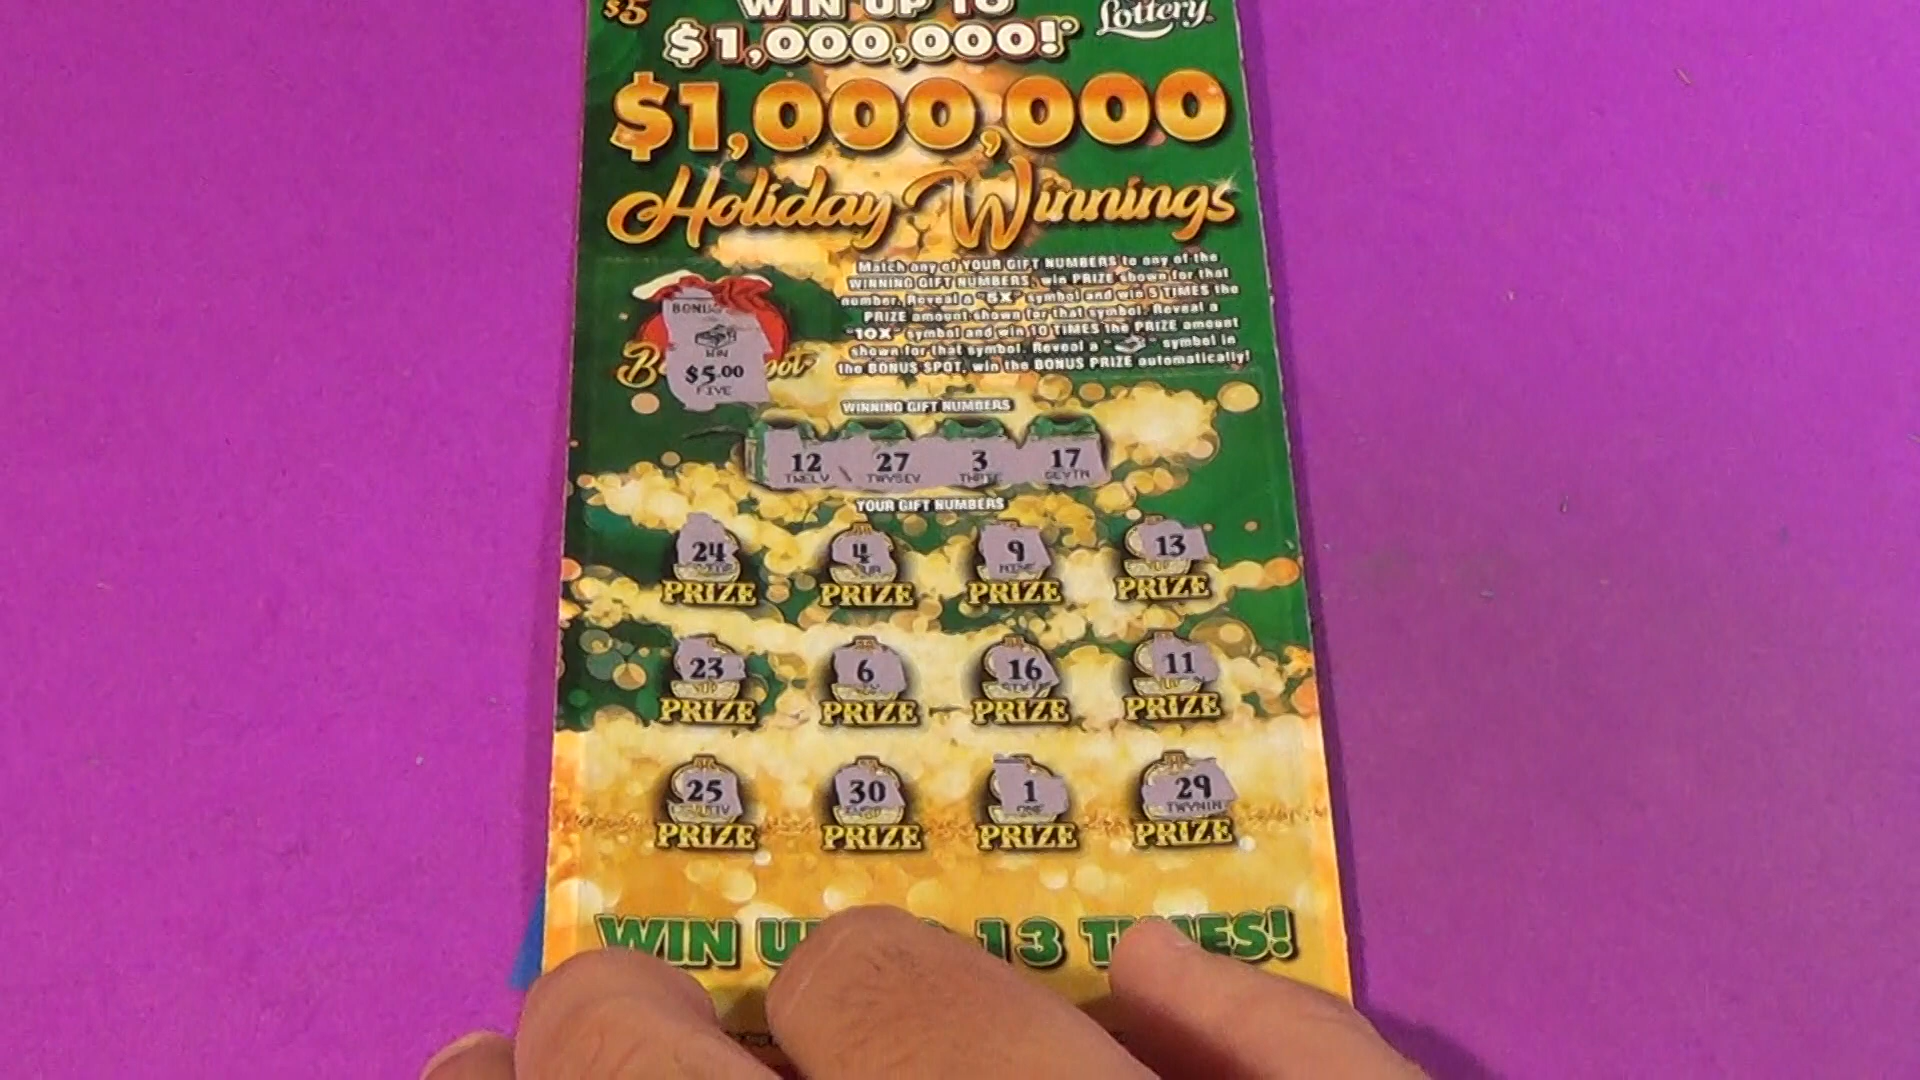 $5
WIN UP TO
Lottery
$1,000,000!*
$1,000,000
Holiday Winnings
Match any of YOUR GIFT NUMBERS to any of the
WINNING GIFT NUMBERS, win PRIZE shown for that
number. Reveal a "5X" symbol and win 5 TIMES the
PRIZE amount shown for that symbol. Reveal a
"10X" symbol and win 10 TIMES the PRIZE amount
shown for that symbol. Reveal a " " symbol in
the BONUS SPOT, win the BONUS PRIZE automatically!
BONUS
WIN
$5.00
FIVE
WINNING GIFT NUMBERS
12 27 3 17
TWELV TWYSEV THREE SEVTN
YOUR GIFT NUMBERS
24 4 9 13
NINE
PRIZE PRIZE PRIZE PRIZE
23 6 16 11
PRIZE PRIZE PRIZE PRIZE
25 30 1 29
ONE TWYNIN
PRIZE PRIZE PRIZE PRIZE
WIN 13 TIMES!